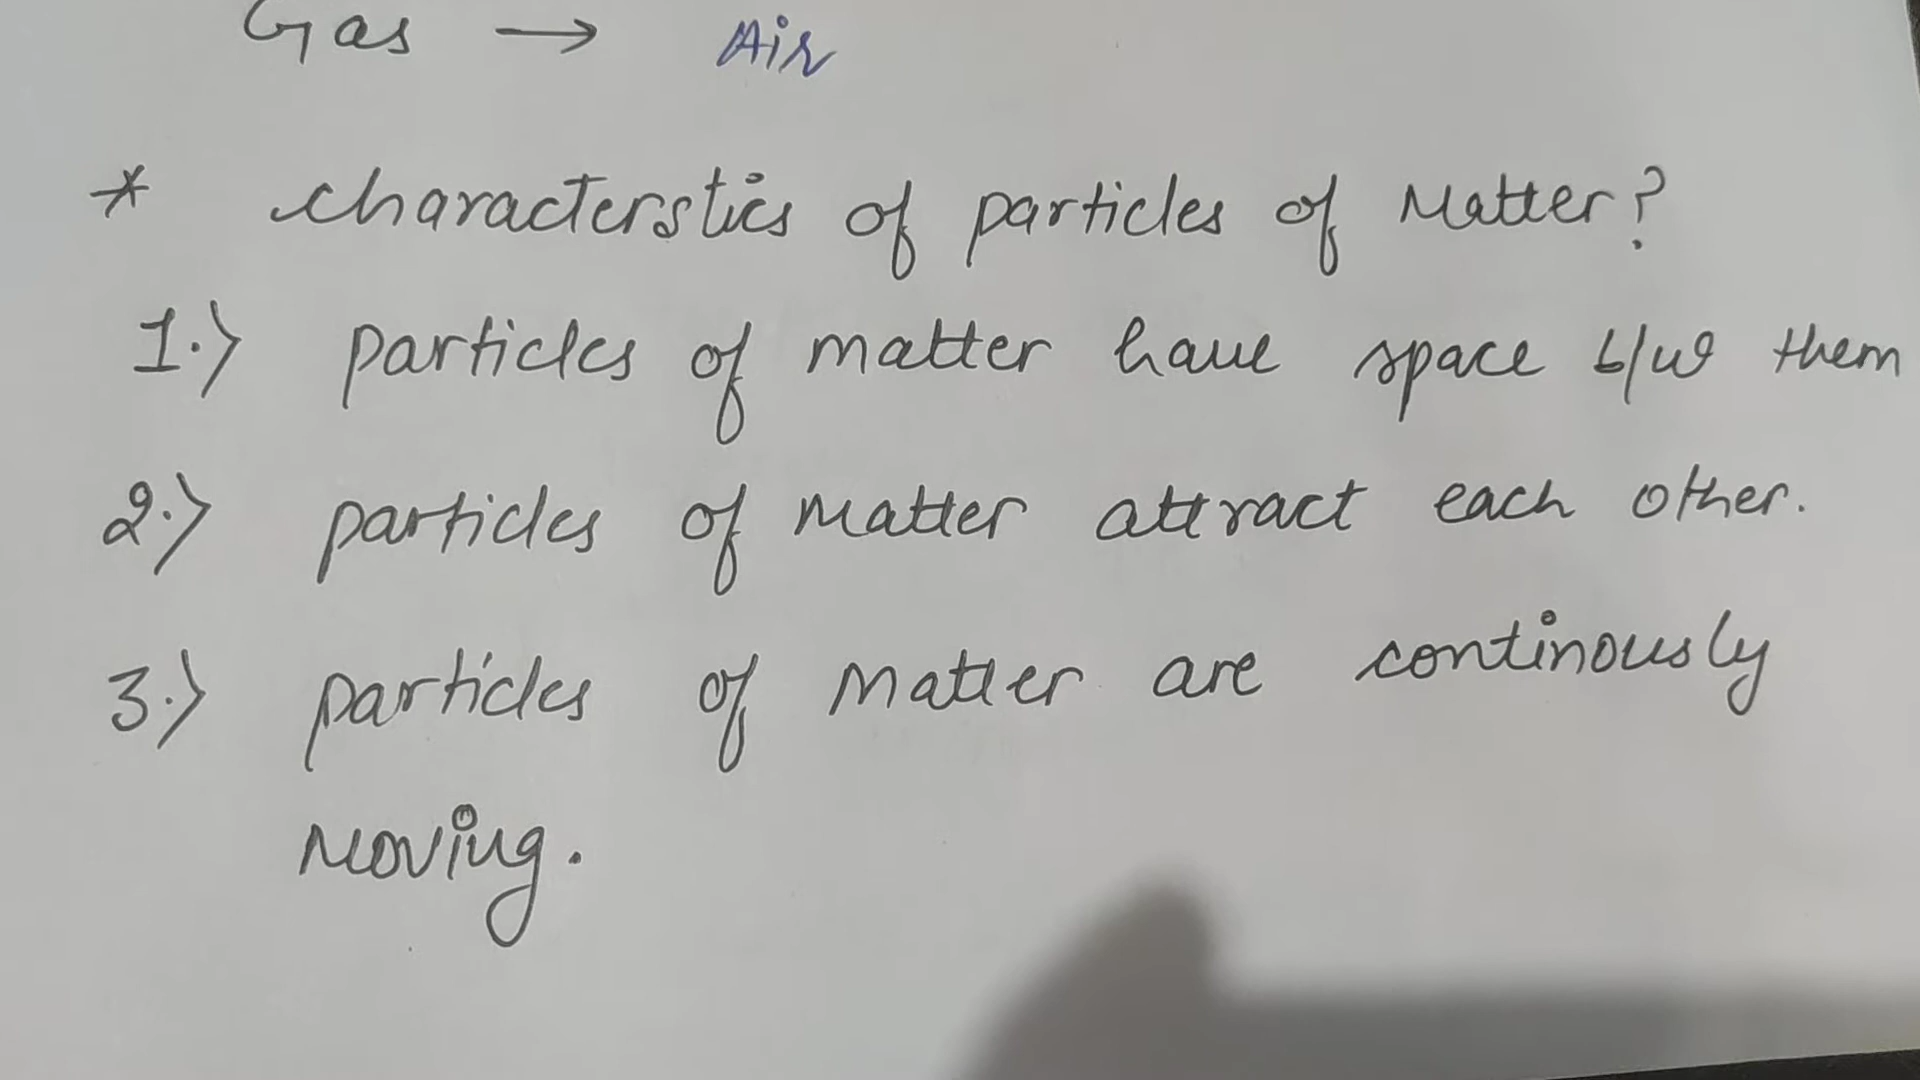 Gas → Air
* characterstics of particles of Matter?
1.) particles of matter have space b/w them
2.) particles of Matter attract each other.
3.) particles of Matter are continously
Moving.